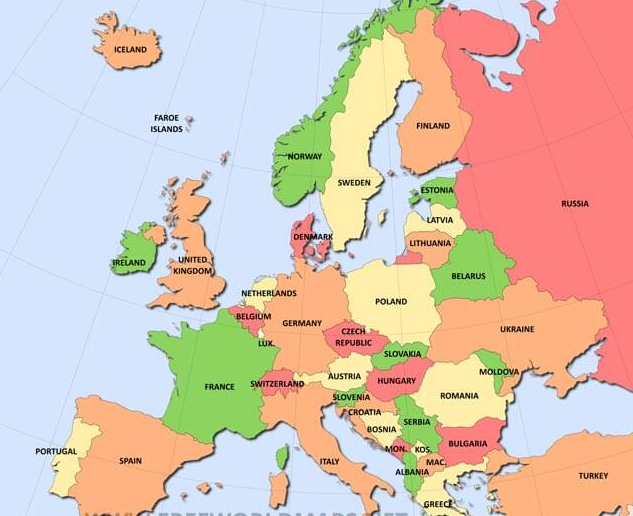 ICELAND
FAROE
ISLANDS
NORWAY
FINLAND
SWEDEN
ESTONIA
RUSSIA
LATVIA
DENMARK
LITHUANIA
IRELAND
UNITED
KINGDOM
BELARUS
NETHERLANDS
POLAND
BELGIUM
GERMANY
UKRAINE
CZECH
REPUBLIC
LUX.
SLOVAKIA
MOLDOVA
AUSTRIA
HUNGARY
SWITZERLAND
FRANCE
SLOVENIA
ROMANIA
CROATIA
SERBIA
BOSNIA
PORTUGAL
SPAIN
ITALY
MON.
KOS.
BULGARIA
MAC.
ALBANIA
TURKEY
GREECE